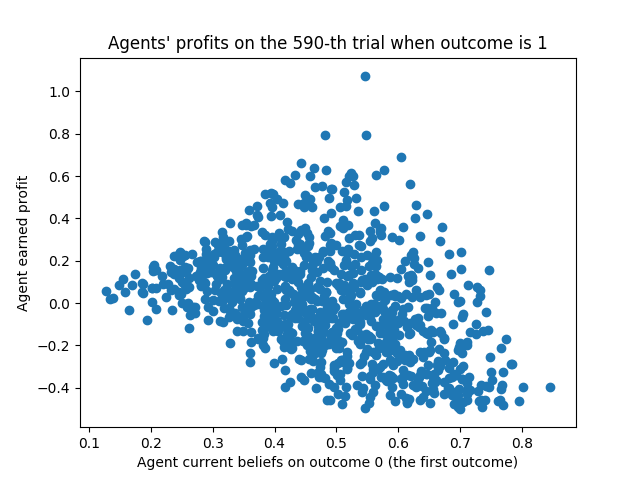 Agents' profits on the 590-th trial when outcome is 1
Agent earned profit
1.0
0.8
0.6
0.4
0.2
0.0
−0.2
−0.4
0.1 0.2 0.3 0.4 0.5 0.6 0.7 0.8
Agent current beliefs on outcome 0 (the first outcome)